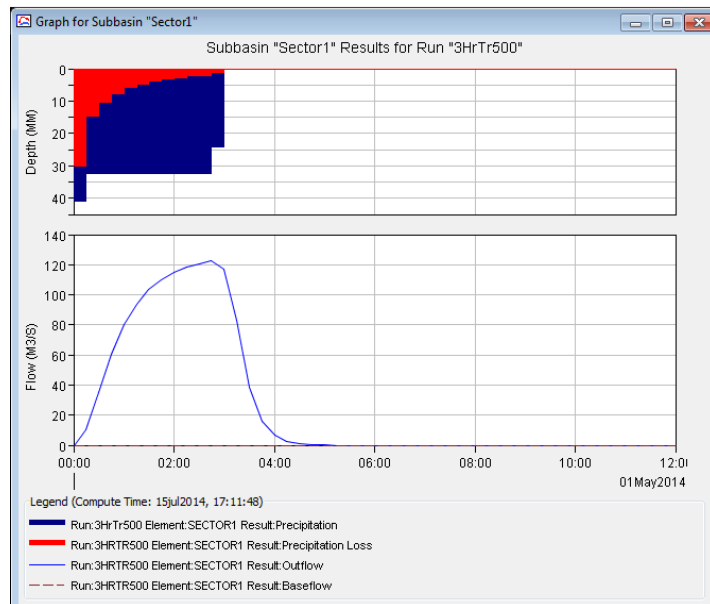 Graph for Subbasin "Sector1"
Subbasin "Sector1" Results for Run "3HrTr500"
0
10
20
30
40
Depth (MM)
140
120
100
80
60
40
20
0
Flow (M3/S)
00:00 02:00 04:00 06:00 08:00 10:00 12:0
01May2014
Legend (Compute Time: 15jul2014, 17:11:48)
Run:3HrTr500 Element:SECTOR1 Result:Precipitation
Run:3HRTR500 Element:SECTOR1 Result:Precipitation Loss
Run:3HRTR500 Element:SECTOR1 Result:Outflow
Run:3HRTR500 Element:SECTOR1 Result:Baseflow